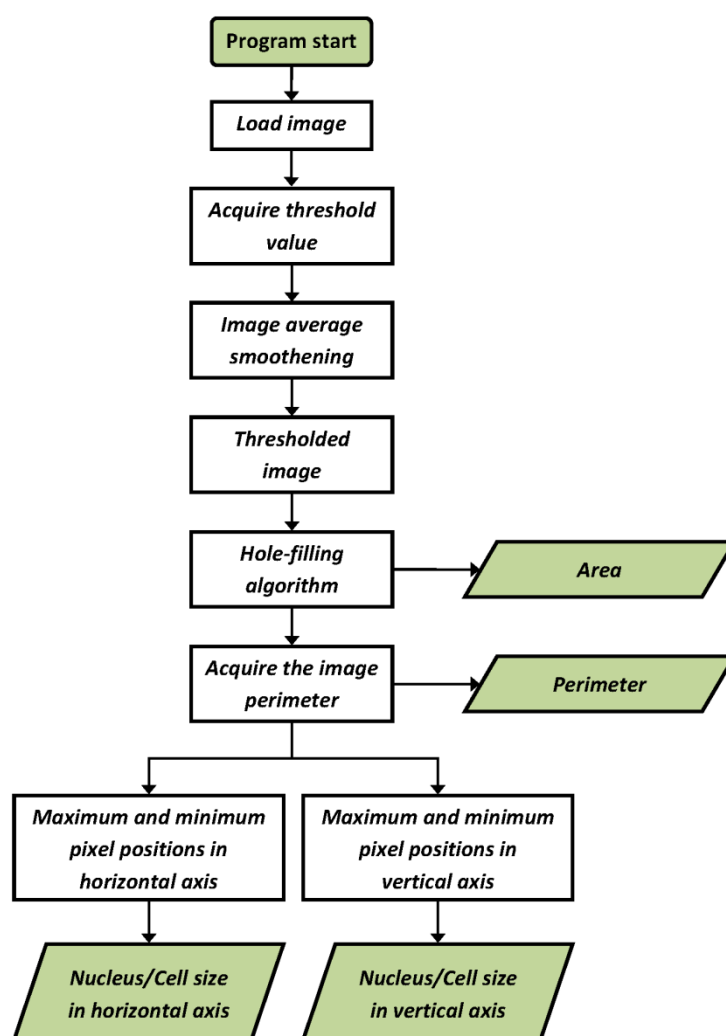 Program start
Load image
Acquire threshold
value
Image average
smoothening
Thresholded
image
Hole-filling
algorithm
Area
Acquire the image
perimeter
Perimeter
Maximum and minimum
pixel positions in
horizontal axis
Maximum and minimum
pixel positions in
vertical axis
Nucleus/Cell size
in horizontal axis
Nucleus/Cell size
in vertical axis